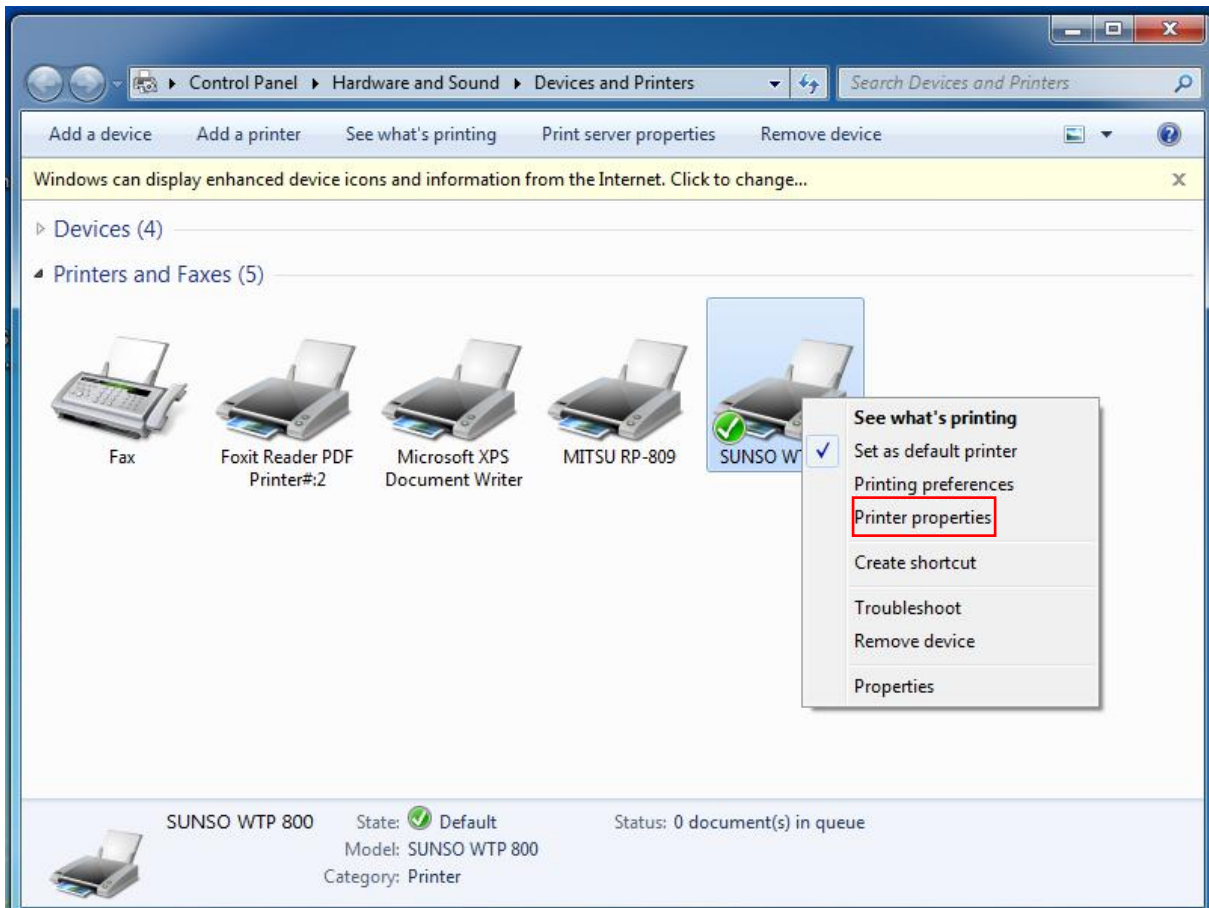 Control Panel Hardware and Sound Devices and Printers Search Devices and Printers
Add a device Add a printer See what's printing Print server properties Remove device
Windows can display enhanced device icons and information from the Internet. Click to change...
Devices (4)
Printers and Faxes (5)
Fax
Foxit Reader PDF
Printer#:2
Microsoft XPS
Document Writer
MITSU RP-809
SUNSO
See what's printing
Set as default printer
Printing preferences
Printer properties
Create shortcut
Troubleshoot
Remove device
Properties
SUNSO WTP 800 State: Default Status: 0 document(s) in queue
Model: SUNSO WTP 800
Category: Printer